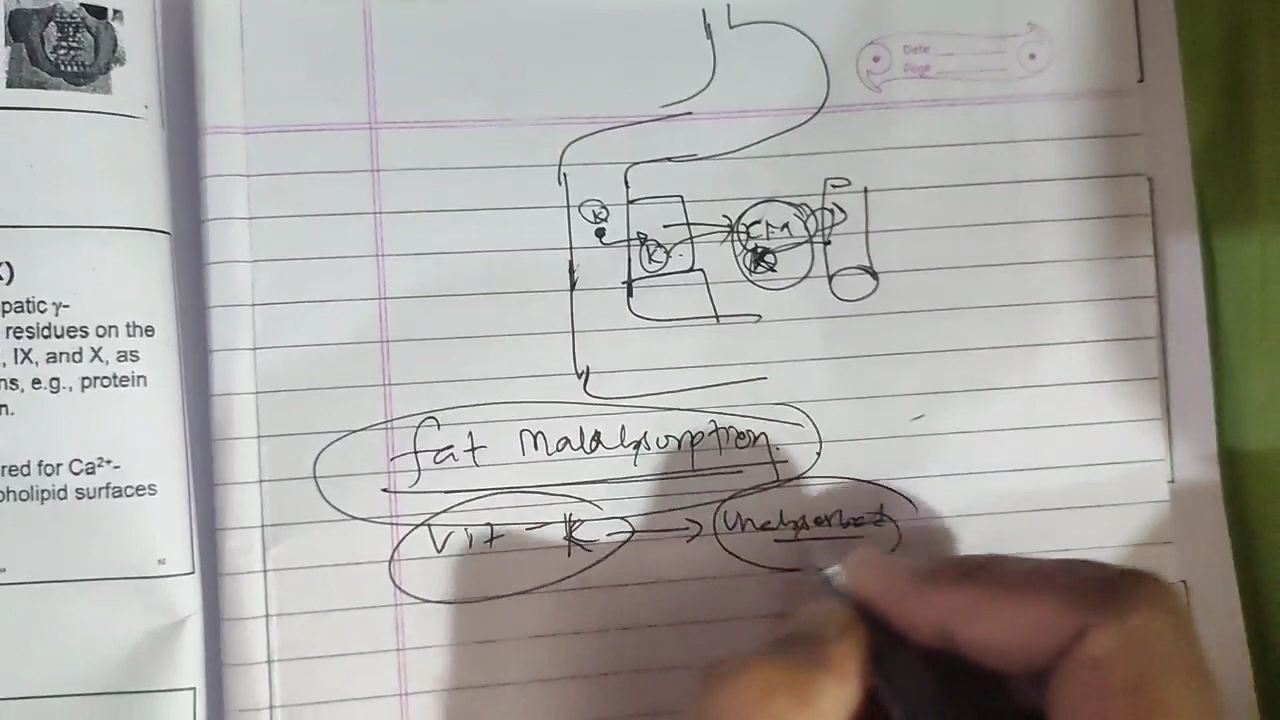 Date
Page
K
K
CM
K)
patic γ-
residues on the
, IX, and X, as
ns, e.g., protein
n.
red for Ca²⁺-
pholipid surfaces
fat Malabsorption
Vit - K → Unabsorbed